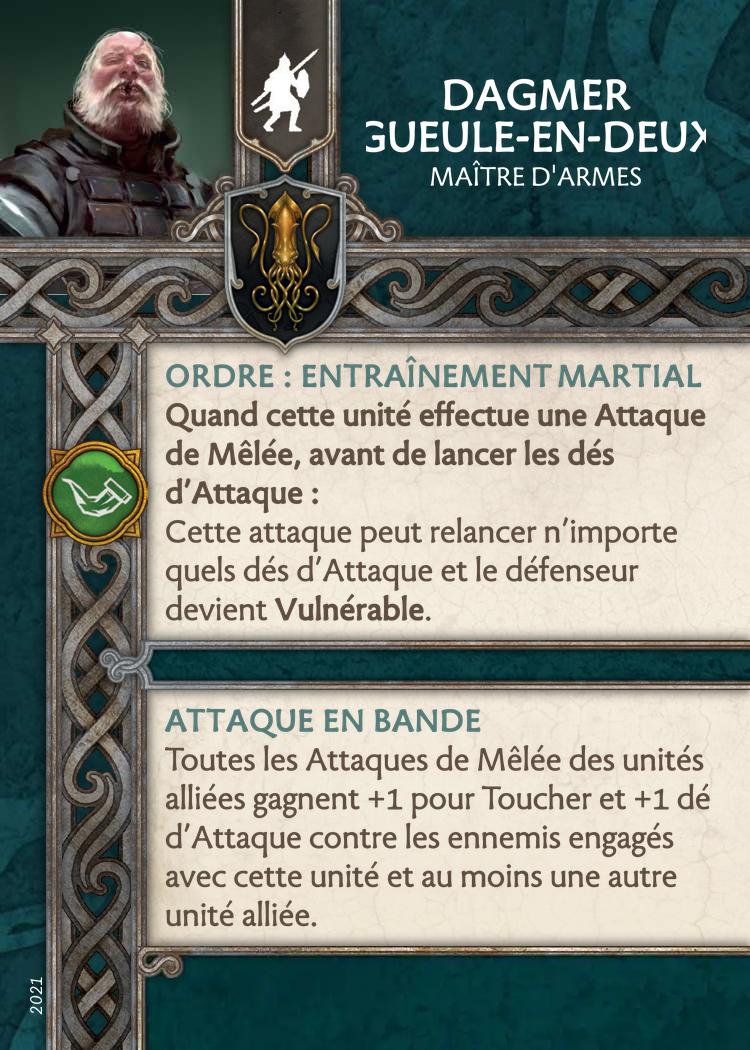 DAGMER
GUEULE-EN-DEUX
MAÎTRE D'ARMES
ORDRE : ENTRAÎNEMENT MARTIAL
Quand cette unité effectue une Attaque
de Mêlée, avant de lancer les dés
d'Attaque :
Cette attaque peut relancer n'importe
quels dés d'Attaque et le défenseur
devient Vulnérable.
ATTAQUE EN BANDE
Toutes les Attaques de Mêlée des unités
alliées gagnent +1 pour Toucher et +1 dé
d'Attaque contre les ennemis engagés
avec cette unité et au moins une autre
unité alliée.
2021